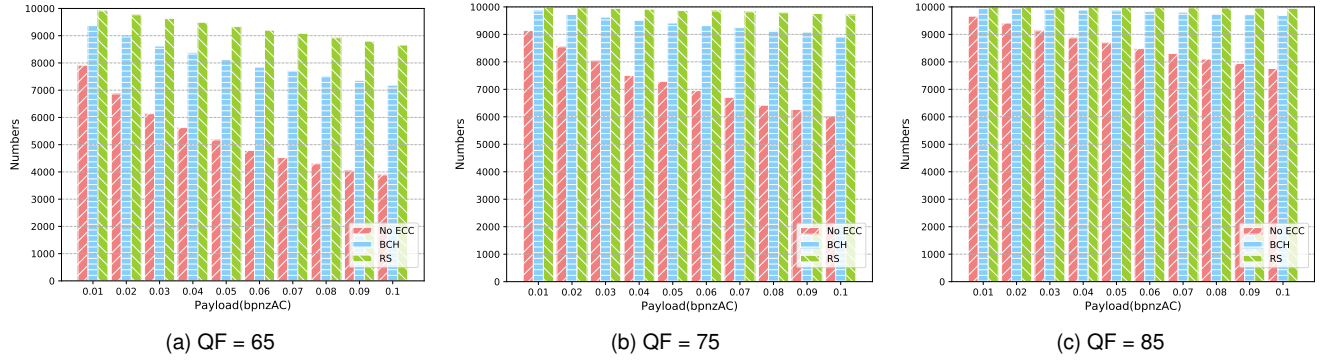 10000
9000
8000
7000
6000
5000
4000
3000
2000
1000
0
Numbers
0.01 0.02 0.03 0.04 0.05 0.06 0.07 0.08 0.09 0.1
Payload(bpnzAC)
No ECC
BCH
RS
(a) QF = 65
10000
9000
8000
7000
6000
5000
4000
3000
2000
1000
0
Numbers
0.01 0.02 0.03 0.04 0.05 0.06 0.07 0.08 0.09 0.1
Payload(bpnzAC)
No ECC
BCH
RS
(b) QF = 75
10000
9000
8000
7000
6000
5000
4000
3000
2000
1000
0
Numbers
0.01 0.02 0.03 0.04 0.05 0.06 0.07 0.08 0.09 0.1
Payload(bpnzAC)
No ECC
BCH
RS
(c) QF = 85